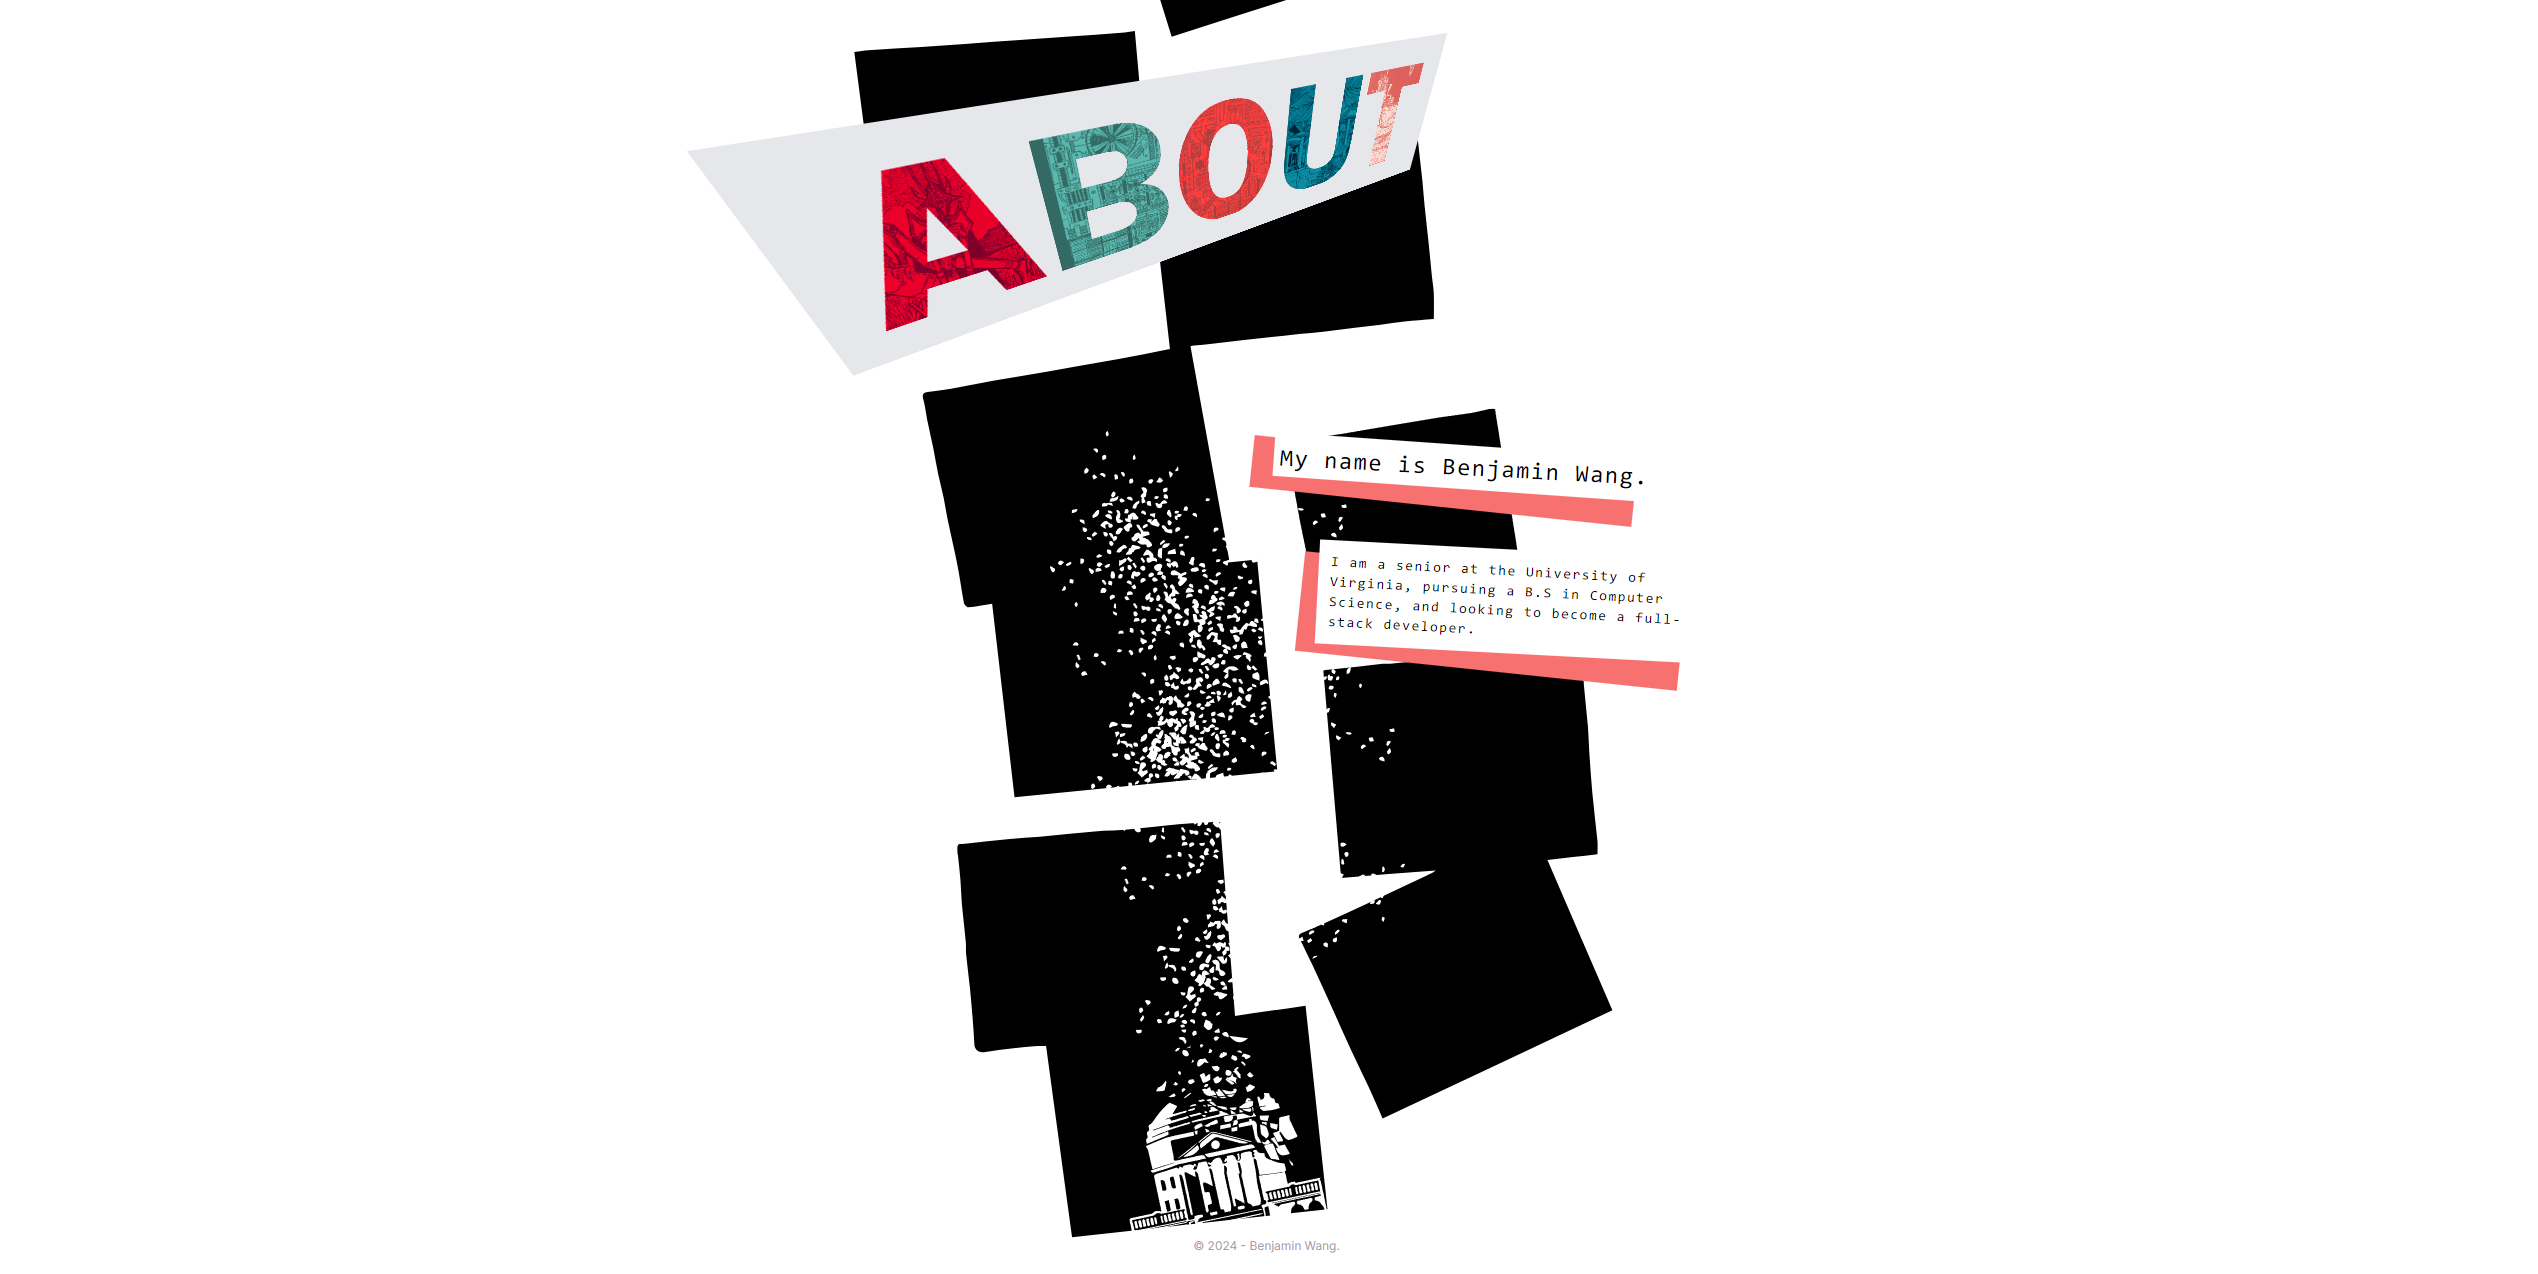 ABOUT
My name is Benjamin Wang.
I am a senior at the University of
Virginia, pursuing a B.S in Computer
Science, and looking to become a full-
stack developer.
© 2024 - Benjamin Wang.